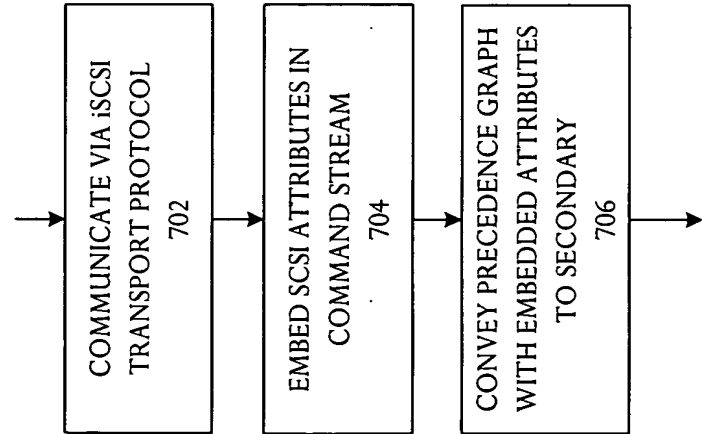 COMMUNICATE VIA iSCSI
TRANSPORT PROTOCOL
702
EMBED SCSI ATTRIBUTES IN
COMMAND STREAM
704
CONVEY PRECEDENCE GRAPH
WITH EMBEDDED ATTRIBUTES
TO SECONDARY
706